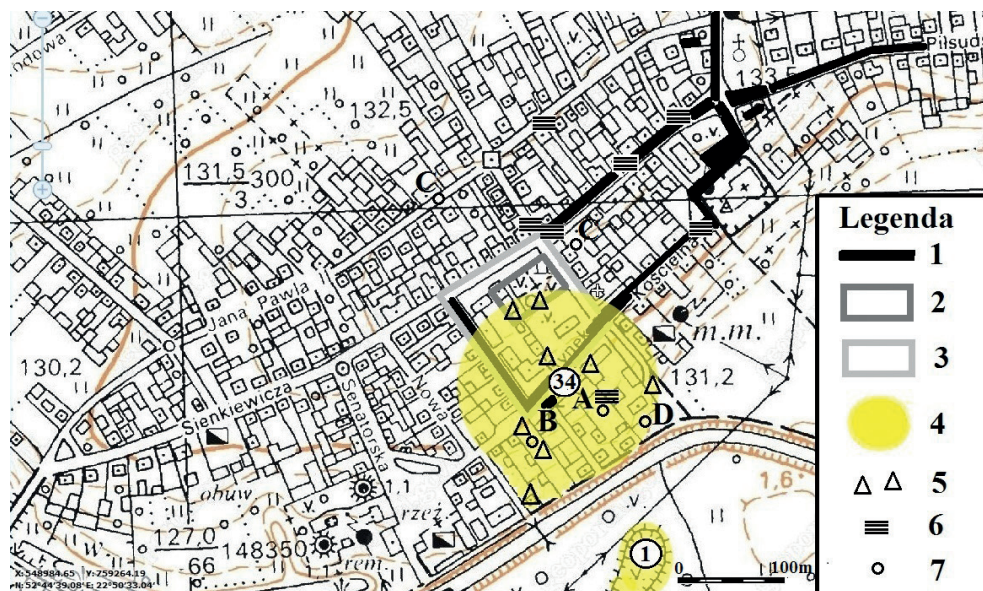 Piłsuds
133,5
132,5
131,5 300
3
C
C
Legenda
1
2
3
4
5
6
7
Kościel
Jana Pawła
m.m.
131,2
130,2
34
A
B
D
Sienkiewicza
Senatorska
Nowa
obuw
1,1
rzeź.
rem.
127,0
66
148350
w.
1,6
1
0 100m
X: 548984.65 Y: 759264.19
N: 52°44'39.08 E: 22°50'33.04"